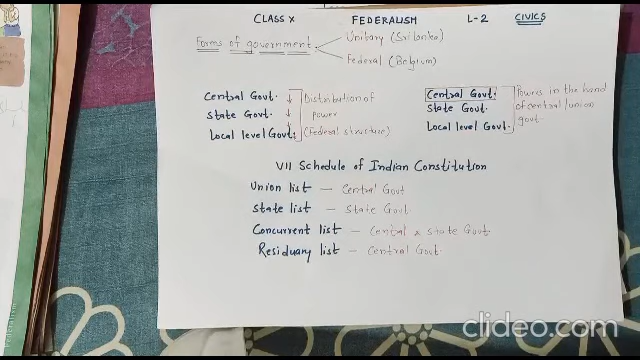 CLASS X FEDERALISM L-2 CIVICS
Forms of government
Unitary (Srilanka)
Federal (Belgium)
Central Govt.
State Govt.
Local level Govt.
Distribution of
power
(Federal structure)
Central Govt.
State Govt.
Local level Govt.
Powers in the hand
of central/union
govt.
VII Schedule of Indian Constitution
Union list — Central Govt
State list — State Govt
Concurrent list — Central & State Govt.
Residuary list — Central Govt.
Federalism
clideo.com